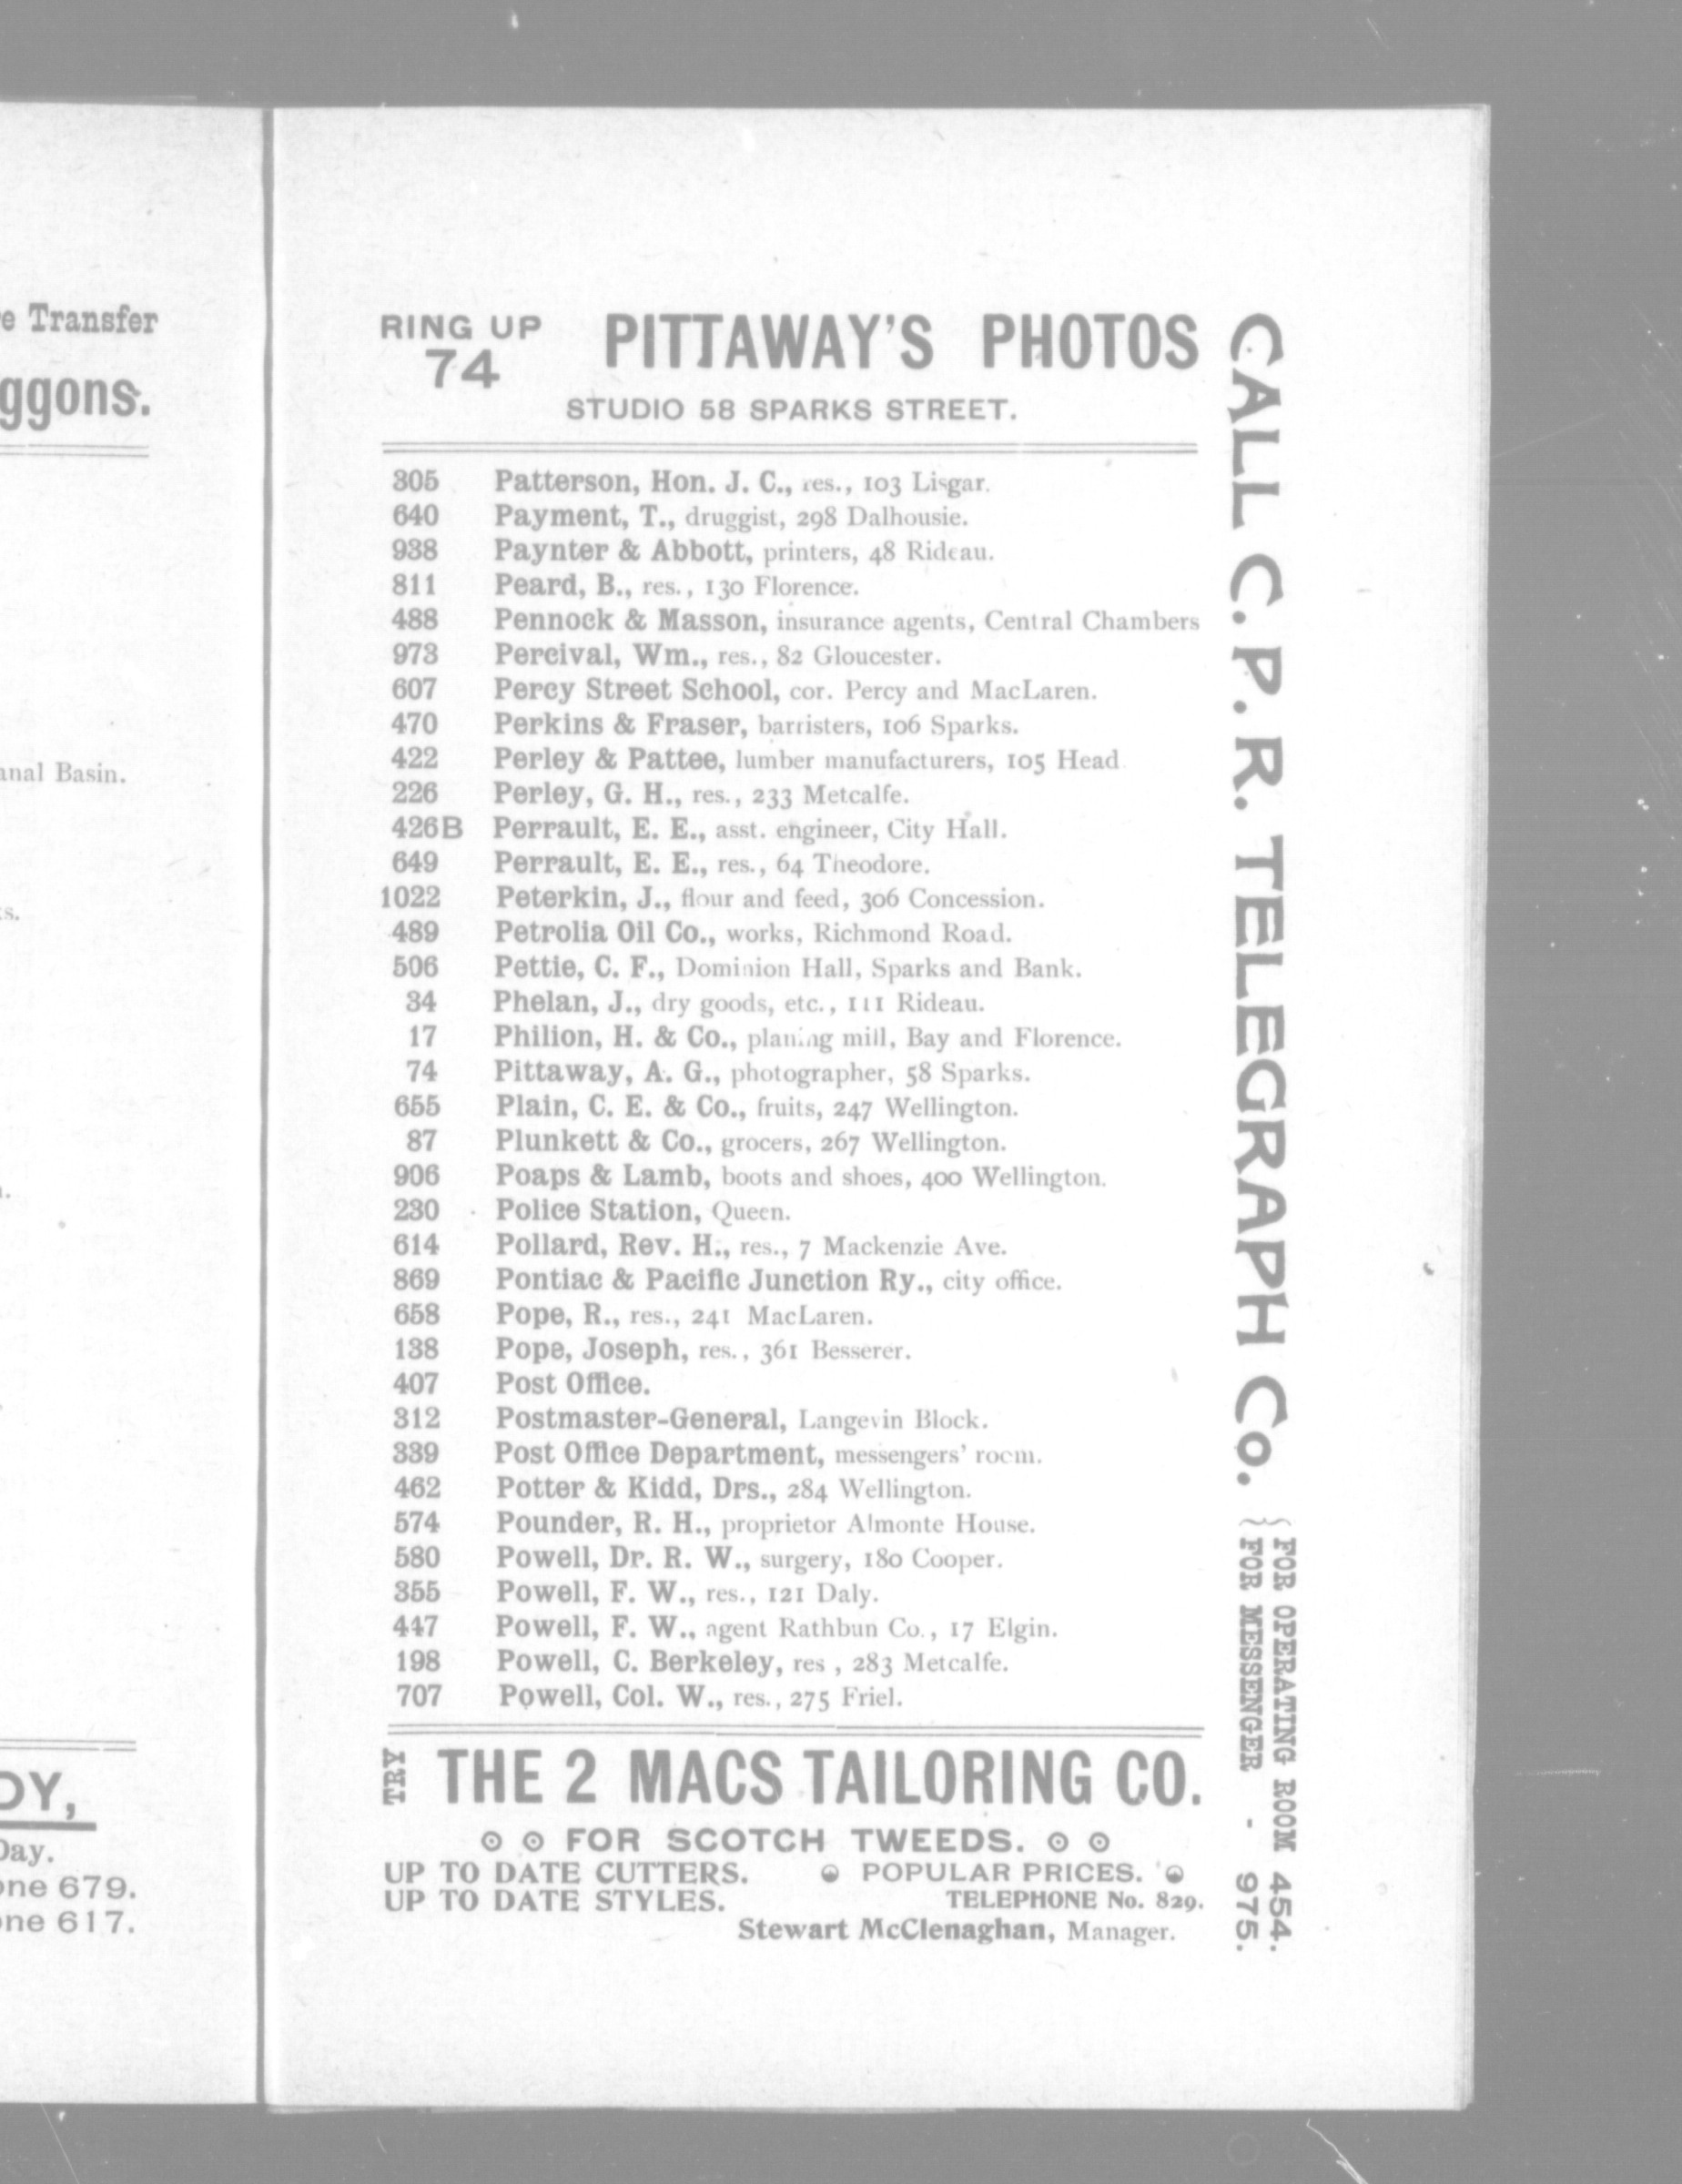 e Transfer
ggons.
anal Basin.
Day.
one 679.
one 617.
RING UP
74
PITTAWAY'S PHOTOS
STUDIO 58 SPARKS STREET.
305 Patterson, Hon. J. C., res., 103 Lisgar.
640 Payment, T., druggist, 298 Dalhousie.
938 Paynter & Abbott, printers, 48 Rideau.
811 Peard, B., res., 130 Florence.
488 Pennock & Masson, insurance agents, Central Chambers
973 Percival, Wm., res., 82 Gloucester.
607 Percy Street School, cor. Percy and MacLaren.
470 Perkins & Fraser, barristers, 106 Sparks.
422 Perley & Pattee, lumber manufacturers, 105 Head
226 Perley, G. H., res., 233 Metcalfe.
426B Perrault, E. E., asst. engineer, City Hall.
649 Perrault, E. E., res., 64 Theodore.
1022 Peterkin, J., flour and feed, 306 Concession.
489 Petrolia Oil Co., works, Richmond Road.
506 Pettie, C. F., Dominion Hall, Sparks and Bank.
34 Phelan, J., dry goods, etc., 111 Rideau.
17 Philion, H. & Co., planing mill, Bay and Florence.
74 Pittaway, A. G., photographer, 58 Sparks.
655 Plain, C. E. & Co., fruits, 247 Wellington.
87 Plunkett & Co., grocers, 267 Wellington.
906 Poaps & Lamb, boots and shoes, 400 Wellington.
230 Police Station, Queen.
614 Pollard, Rev. H., res., 7 Mackenzie Ave.
869 Pontiac & Pacific Junction Ry., city office.
658 Pope, R., res., 241 MacLaren.
138 Pope, Joseph, res., 361 Besserer.
407 Post Office.
312 Postmaster-General, Langevin Block.
339 Post Office Department, messengers' room.
462 Potter & Kidd, Drs., 284 Wellington.
574 Pounder, R. H., proprietor Almonte House.
580 Powell, Dr. R. W., surgery, 180 Cooper.
355 Powell, F. W., res., 121 Daly.
447 Powell, F. W., agent Rathbun Co., 17 Elgin.
198 Powell, C. Berkeley, res , 283 Metcalfe.
707 Powell, Col. W., res., 275 Friel.
TRY THE 2 MACS TAILORING CO.
FOR SCOTCH TWEEDS.
UP TO DATE CUTTERS. POPULAR PRICES.
UP TO DATE STYLES. TELEPHONE No. 829.
Stewart McClenaghan, Manager.
CALL C. P. R. TELEGRAPH Co.
FOR OPERATING ROOM 454.
FOR MESSENGER - 975.